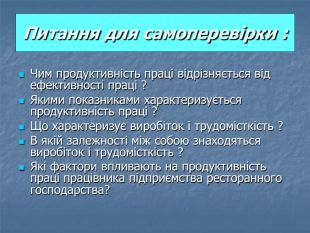 Питання для самоперевірки :
Чим продуктивність праці відрізняється від
ефективності праці ?
Якими показниками характеризується
продуктивність праці ?
Що характеризує виробіток і трудомісткість ?
В якій залежності між собою знаходяться
виробіток і трудомісткість ?
Які фактори впливають на продуктивність
праці працівника підприємства ресторанного
господарства?